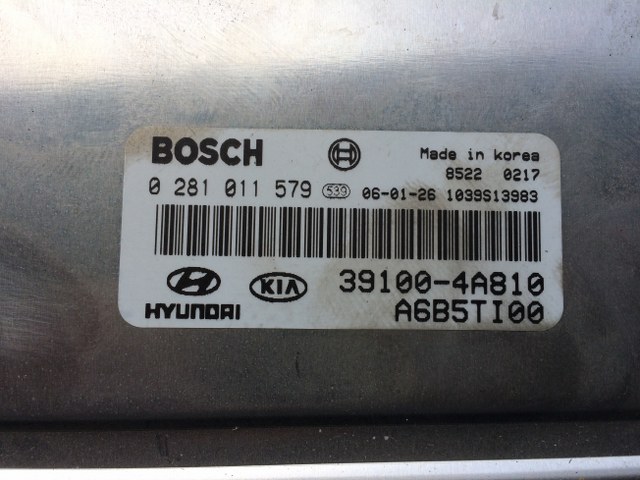 BOSCH
Made in korea
8522 0217
0 281 011 579 539 06-01-26 1039S13983
HYUNDAI KIA 39100-4A810
A6B5TI00